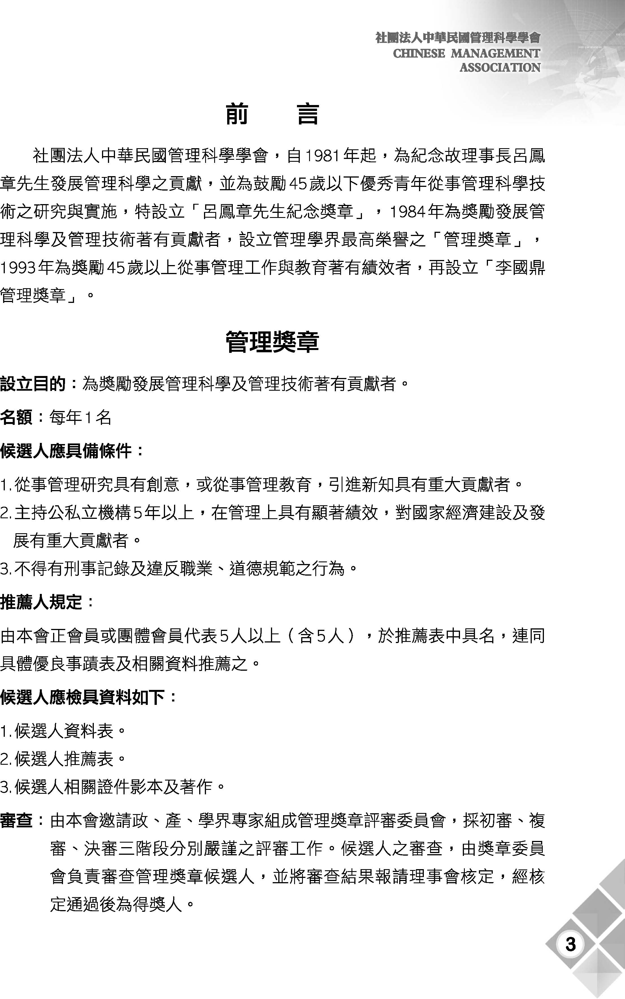 社團法人中華民國管理科學學會
CHINESE MANAGEMENT
ASSOCIATION
前　　言
社團法人中華民國管理科學學會，自1981年起，為紀念故理事長呂鳳
章先生發展管理科學之貢獻，並為鼓勵45歲以下優秀青年從事管理科學技
術之研究與實施，特設立「呂鳳章先生紀念獎章」，1984年為獎勵發展管
理科學及管理技術著有貢獻者，設立管理學界最高榮譽之「管理獎章」，
1993年為獎勵45歲以上從事管理工作與教育著有績效者，再設立「李國鼎
管理獎章」。
管理獎章
設立目的：為獎勵發展管理科學及管理技術著有貢獻者。
名額：每年1名
候選人應具備條件：
1.從事管理研究具有創意，或從事管理教育，引進新知具有重大貢獻者。
2.主持公私立機構5年以上，在管理上具有顯著績效，對國家經濟建設及發
展有重大貢獻者。
3.不得有刑事記錄及違反職業、道德規範之行為。
推薦人規定：
由本會正會員或團體會員代表5人以上（含5人），於推薦表中具名，連同
具體優良事蹟表及相關資料推薦之。
候選人應檢具資料如下：
1.候選人資料表。
2.候選人推薦表。
3.候選人相關證件影本及著作。
審查：由本會邀請政、產、學界專家組成管理獎章評審委員會，採初審、複
審、決審三階段分別嚴謹之評審工作。候選人之審查，由獎章委員
會負責審查管理獎章候選人，並將審查結果報請理事會核定，經核
定通過後為得獎人。
3